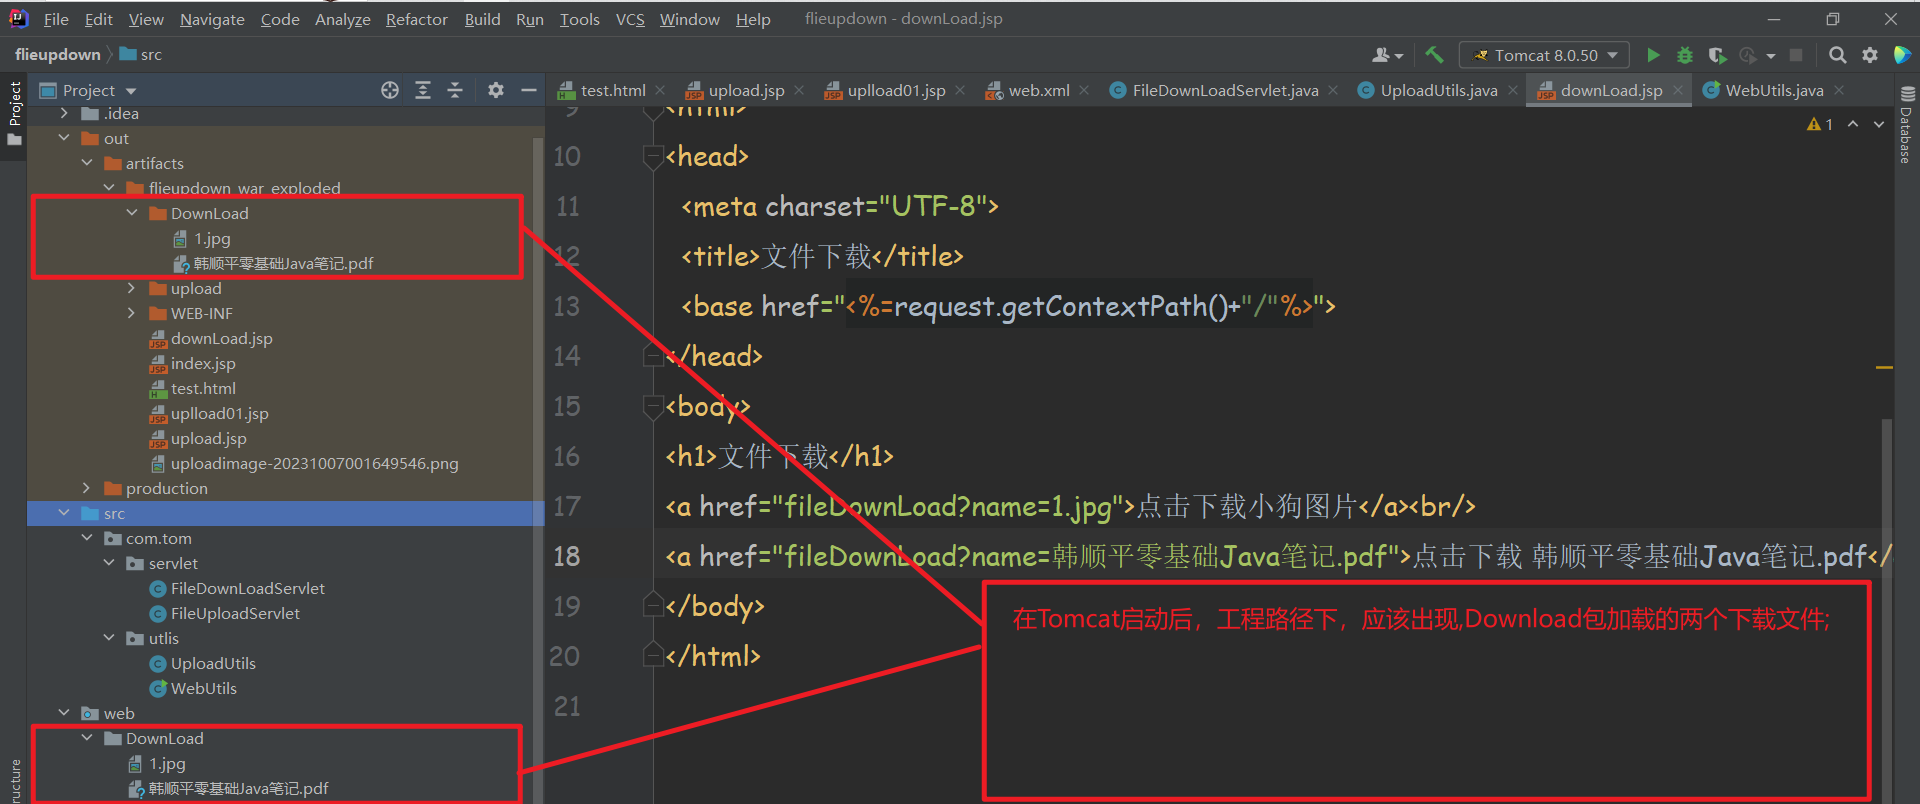 File Edit View Navigate Code Analyze Refactor Build Run Tools VCS Window Help flieupdown - downLoad.jsp
flieupdown src Tomcat 8.0.50
Project
Project
test.html upload.jsp uplload01.jsp web.xml FileDownLoadServlet.java UploadUtils.java downLoad.jsp WebUtils.java
Database
1
.idea
out
artifacts
flieupdown_war_exploded
DownLoad
1.jpg
韩顺平零基础Java笔记.pdf
upload
WEB-INF
downLoad.jsp
index.jsp
test.html
uplload01.jsp
upload.jsp
uploadimage-20231007001649546.png
production
src
com.tom
servlet
FileDownLoadServlet
FileUploadServlet
utlis
UploadUtils
WebUtils
web
DownLoad
1.jpg
韩顺平零基础Java笔记.pdf
ructure
9 <html>
10 <head>
11 <meta charset="UTF-8">
12 <title>文件下载</title>
13 <base href="<%=request.getContextPath()+"/"%>">
14 </head>
15 <body>
16 <h1>文件下载</h1>
17 <a href="fileDownLoad?name=1.jpg">点击下载小狗图片</a><br/>
18 <a href="fileDownLoad?name=韩顺平零基础Java笔记.pdf">点击下载 韩顺平零基础Java笔记.pdf</
19 </body>
20 </html>
21
在Tomcat启动后，工程路径下，应该出现,Download包加载的两个下载文件;